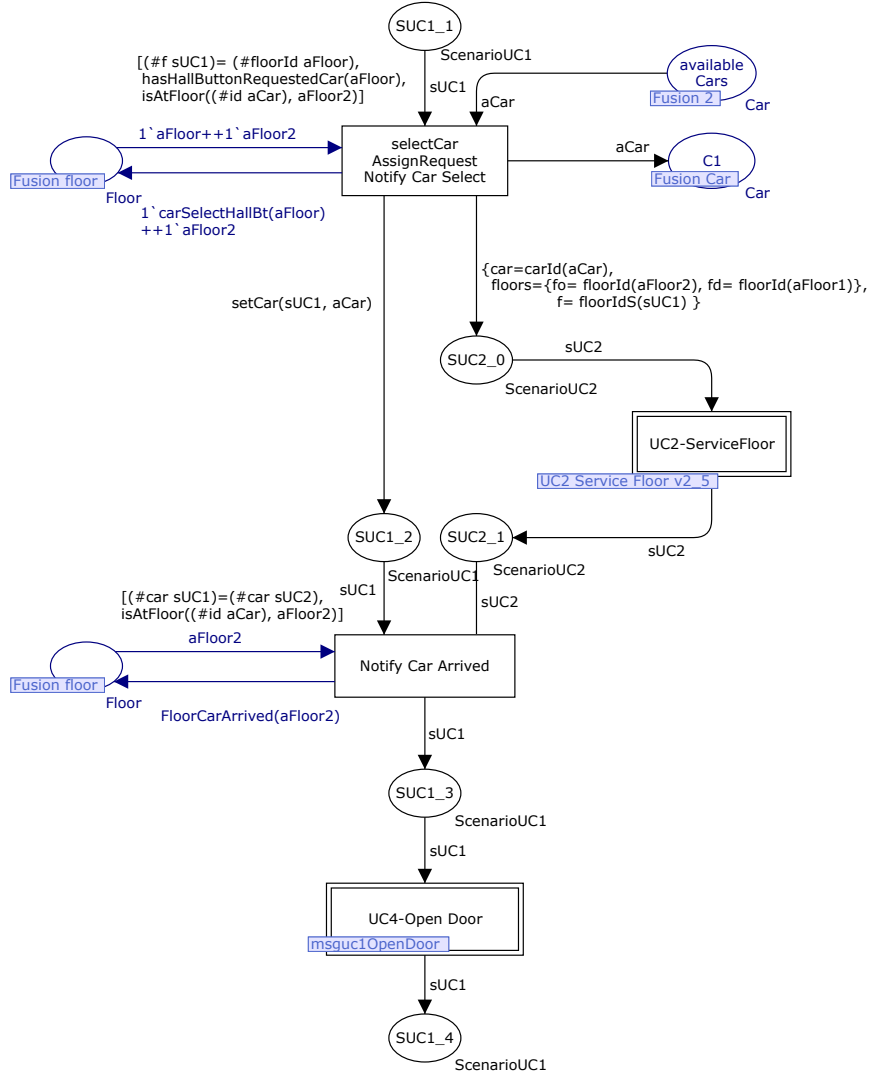 SUC1_1
ScenarioUC1
[(#f sUC1)= (#floorId aFloor),
hasHallButtonRequestedCar(aFloor),
isAtFloor((#id aCar), aFloor2)]
sUC1
available
Cars
Fusion 2
Car
aCar
1`aFloor++1`aFloor2
selectCar
AssignRequest
Notify Car Select
aCar
C1
Fusion Car
Car
Fusion floor
Floor
1`carSelectHallBt(aFloor)
++1`aFloor2
{car=carId(aCar),
floors={fo= floorId(aFloor2), fd= floorId(aFloor1)},
f= floorIdS(sUC1) }
setCar(sUC1, aCar)
SUC2_0
sUC2
ScenarioUC2
UC2-ServiceFloor
UC2 Service Floor v2_5
SUC1_2
SUC2_1
sUC2
ScenarioUC1
ScenarioUC2
sUC1
sUC2
[(#car sUC1)=(#car sUC2),
isAtFloor((#id aCar), aFloor2)]
aFloor2
Notify Car Arrived
Fusion floor
Floor
FloorCarArrived(aFloor2)
sUC1
SUC1_3
ScenarioUC1
sUC1
UC4-Open Door
msguc1OpenDoor
sUC1
SUC1_4
ScenarioUC1